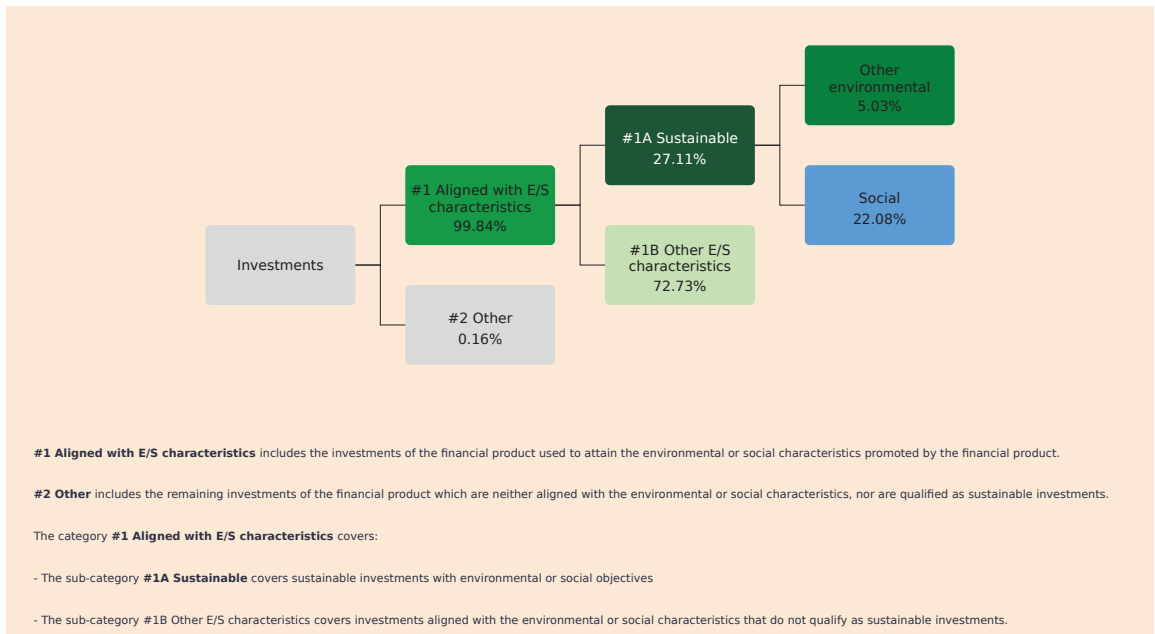 Other
environmental
5.03%
#1A Sustainable
27.11%
#1 Aligned with E/S
characteristics
99.84%
Social
22.08%
Investments
#1B Other E/S
characteristics
72.73%
#2 Other
0.16%
#1 Aligned with E/S characteristics includes the investments of the financial product used to attain the environmental or social characteristics promoted by the financial product.
#2 Other includes the remaining investments of the financial product which are neither aligned with the environmental or social characteristics, nor are qualified as sustainable investments.
The category #1 Aligned with E/S characteristics covers:
- The sub-category #1A Sustainable covers sustainable investments with environmental or social objectives
- The sub-category #1B Other E/S characteristics covers investments aligned with the environmental or social characteristics that do not qualify as sustainable investments.